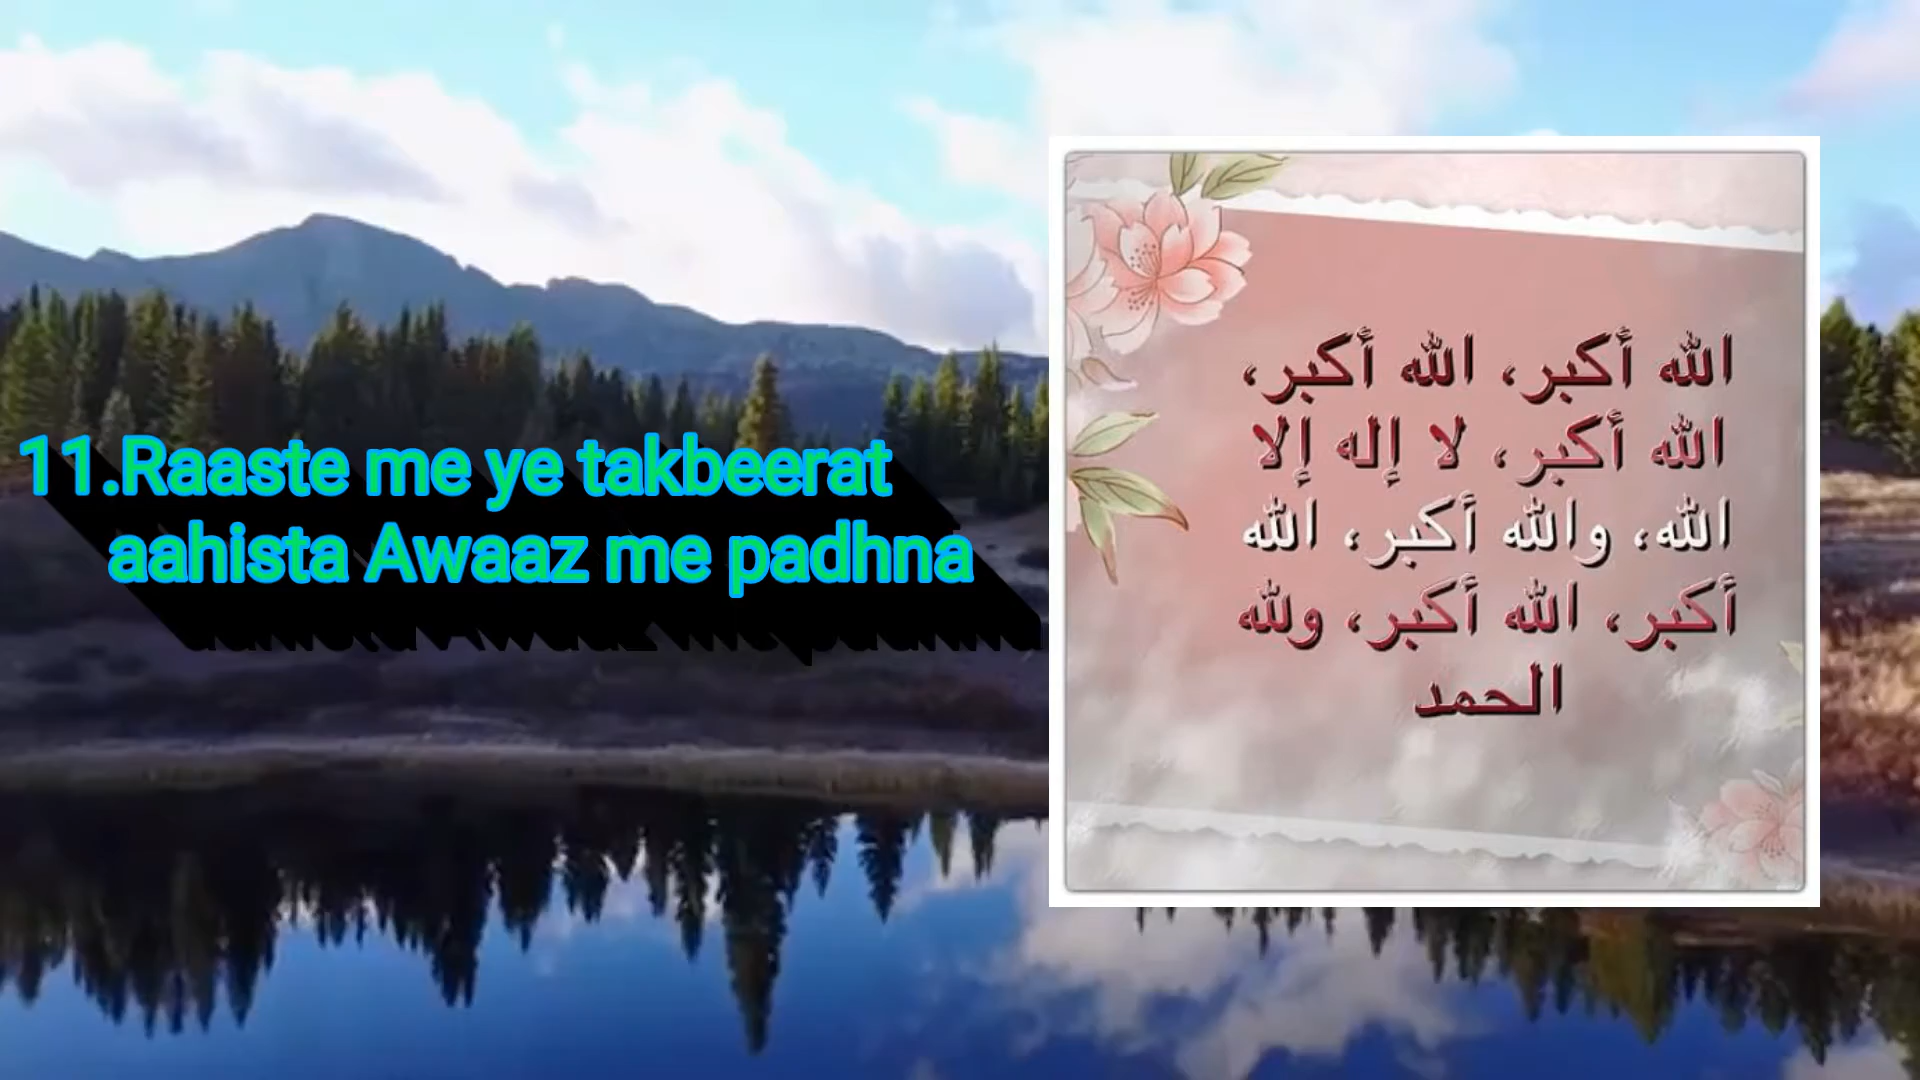 11.Raaste me ye takbeerat
aahista Awaaz me padhna
الله أكبر، الله أكبر،
الله أكبر، لا إله إلا
الله، والله أكبر، الله
أكبر، الله أكبر، ولله
الحمد